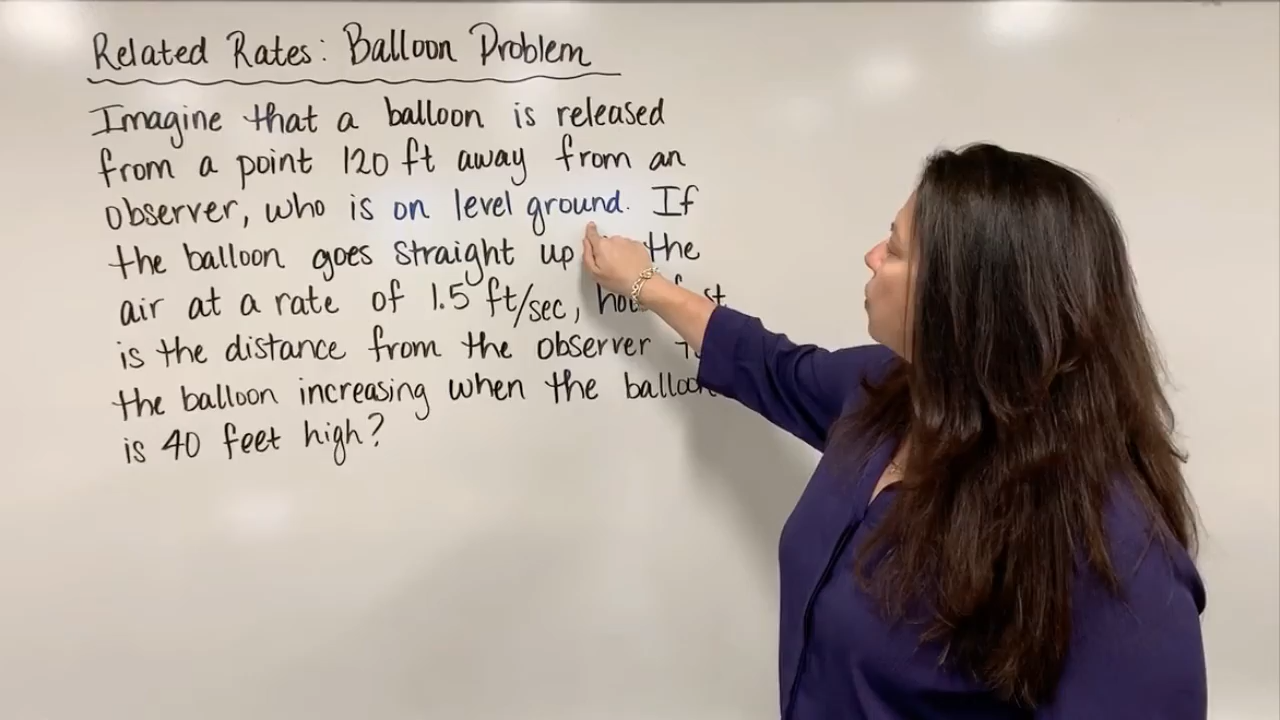 Related Rates: Balloon Problem
Imagine that a balloon is released
from a point 120 ft away from an
observer, who is on level ground. If
the balloon goes straight up the
air at a rate of 1.5 ft/sec,
is the distance from the observer
the balloon increasing when the balloon
is 40 feet high?